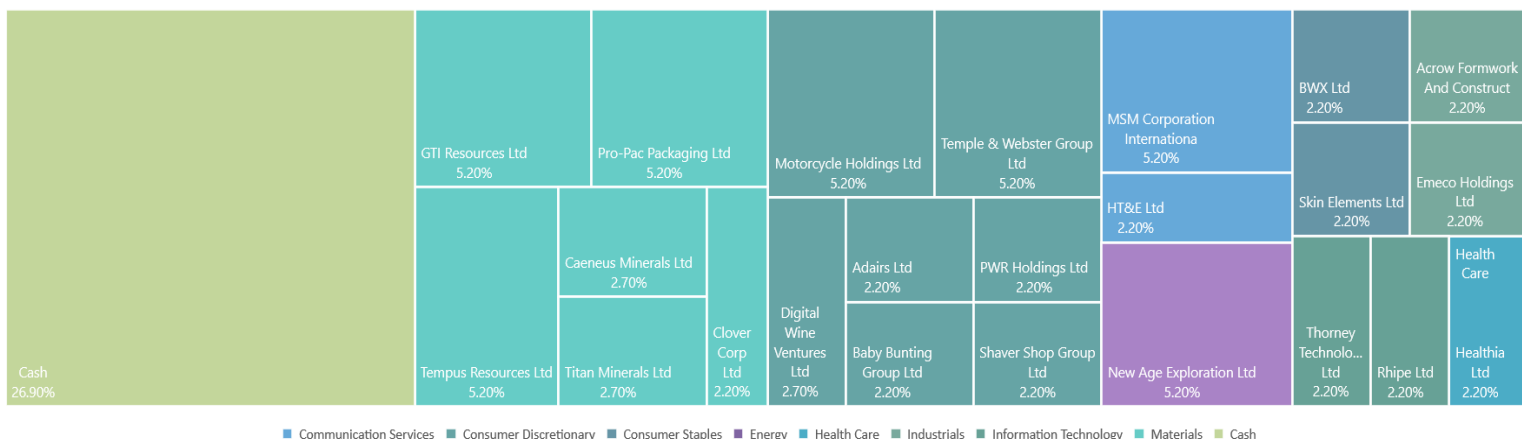 Cash
26.90%
GTI Resources Ltd
5.20%
Pro-Pac Packaging Ltd
5.20%
Tempus Resources Ltd
5.20%
Caeneus Minerals Ltd
2.70%
Titan Minerals Ltd
2.70%
Clover
Corp
Ltd
2.20%
Motorcycle Holdings Ltd
5.20%
Temple & Webster Group
Ltd
5.20%
Digital
Wine
Ventures
Ltd
2.70%
Adairs Ltd
2.20%
PWR Holdings Ltd
2.20%
Baby Bunting
Group Ltd
2.20%
Shaver Shop Group
Ltd
2.20%
MSM Corporation
Internationa
5.20%
HT&E Ltd
2.20%
New Age Exploration Ltd
5.20%
BWX Ltd
2.20%
Skin Elements Ltd
2.20%
Acrow Formwork
And Construct
2.20%
Emeco Holdings
Ltd
2.20%
Thorney
Technolo...
Ltd
2.20%
Rhipe Ltd
2.20%
Health
Care
Healthia
Ltd
2.20%
Communication Services
Consumer Discretionary
Consumer Staples
Energy
Health Care
Industrials
Information Technology
Materials
Cash